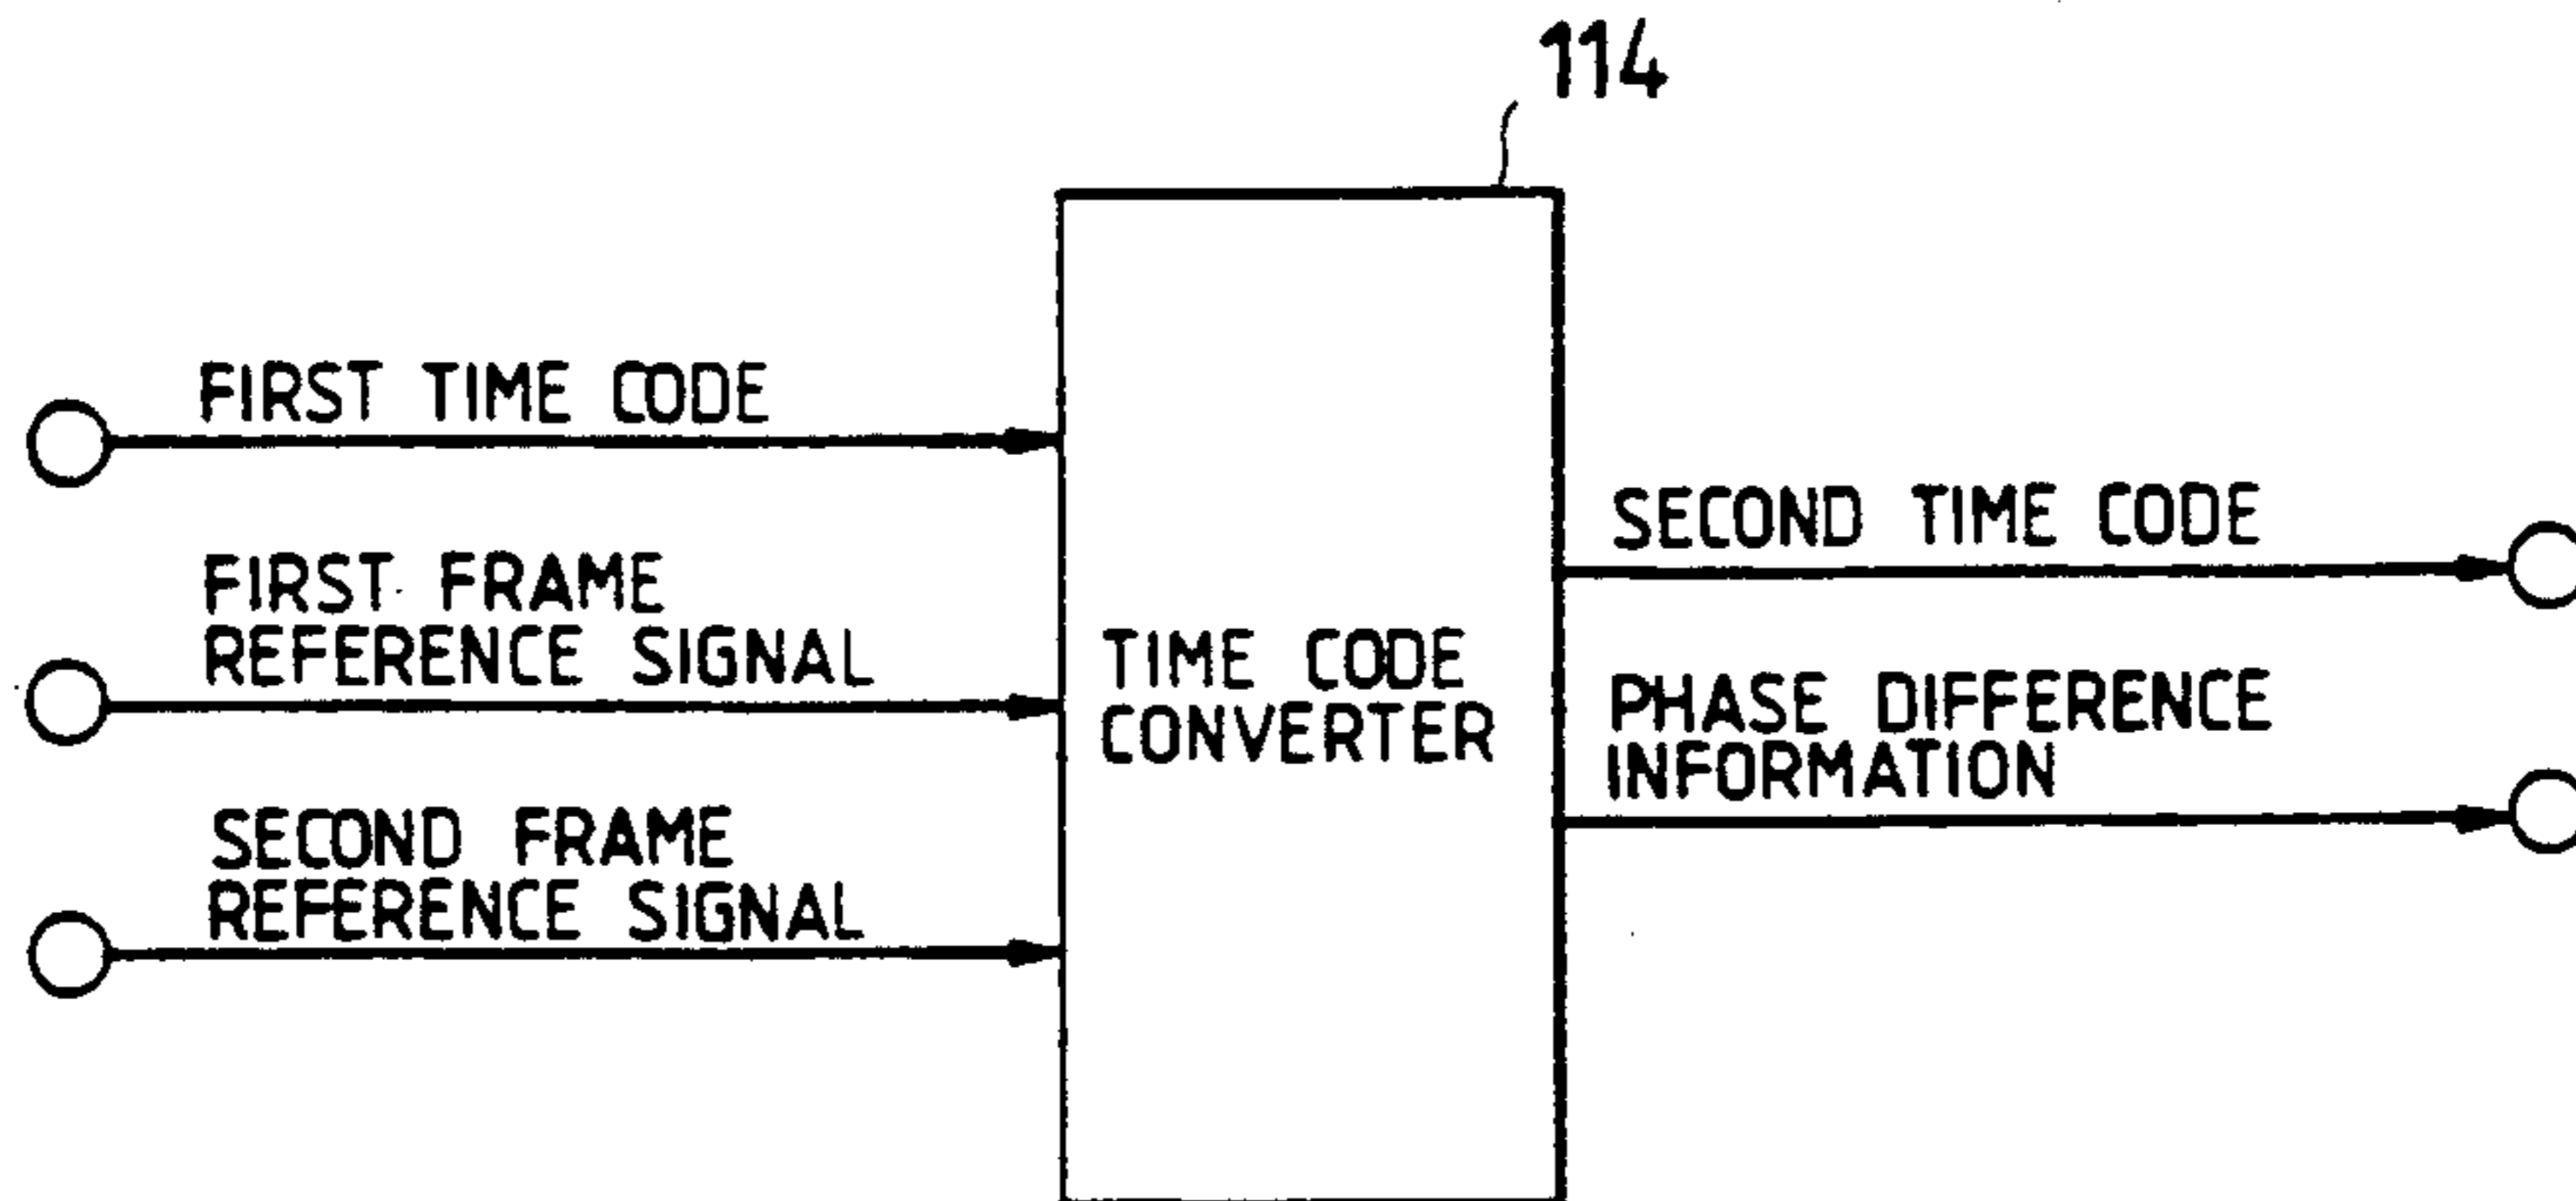 114
FIRST TIME CODE
FIRST FRAME
REFERENCE SIGNAL
SECOND FRAME
REFERENCE SIGNAL
TIME CODE
CONVERTER
SECOND TIME CODE
PHASE DIFFERENCE
INFORMATION